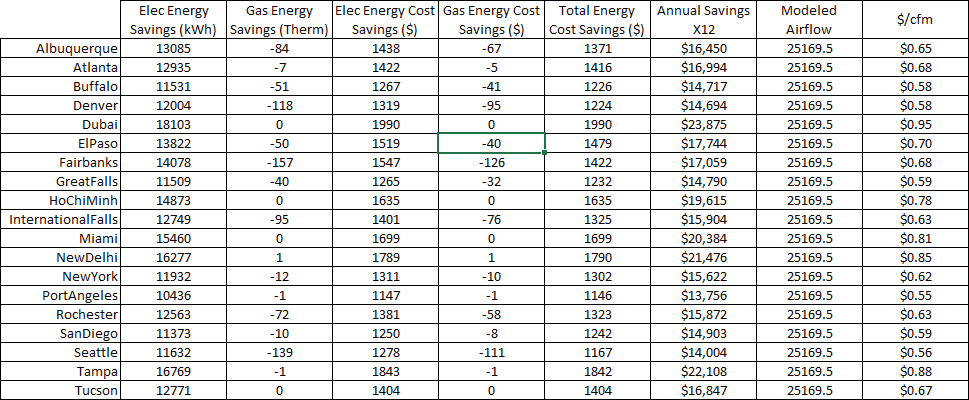 Elec Energy Savings (kWh) Gas Energy Savings (Therm) Elec Energy Cost Savings ($) Gas Energy Cost Savings ($) Total Energy Cost Savings ($) Annual Savings X12 Modeled Airflow $/cfm
Albuquerque 13085 -84 1438 -67 1371 $16,450 25169.5 $0.65
Atlanta 12935 -7 1422 -5 1416 $16,994 25169.5 $0.68
Buffalo 11531 -51 1267 -41 1226 $14,717 25169.5 $0.58
Denver 12004 -118 1319 -95 1224 $14,694 25169.5 $0.58
Dubai 18103 0 1990 0 1990 $23,875 25169.5 $0.95
ElPaso 13822 -50 1519 -40 1479 $17,744 25169.5 $0.70
Fairbanks 14078 -157 1547 -126 1422 $17,059 25169.5 $0.68
GreatFalls 11509 -40 1265 -32 1232 $14,790 25169.5 $0.59
HoChiMinh 14873 0 1635 0 1635 $19,615 25169.5 $0.78
InternationalFalls 12749 -95 1401 -76 1325 $15,904 25169.5 $0.63
Miami 15460 0 1699 0 1699 $20,384 25169.5 $0.81
NewDelhi 16277 1 1789 1 1790 $21,476 25169.5 $0.85
NewYork 11932 -12 1311 -10 1302 $15,622 25169.5 $0.62
PortAngeles 10436 -1 1147 -1 1146 $13,756 25169.5 $0.55
Rochester 12563 -72 1381 -58 1323 $15,872 25169.5 $0.63
SanDiego 11373 -10 1250 -8 1242 $14,903 25169.5 $0.59
Seattle 11632 -139 1278 -111 1167 $14,004 25169.5 $0.56
Tampa 16769 -1 1843 -1 1842 $22,108 25169.5 $0.88
Tucson 12771 0 1404 0 1404 $16,847 25169.5 $0.67